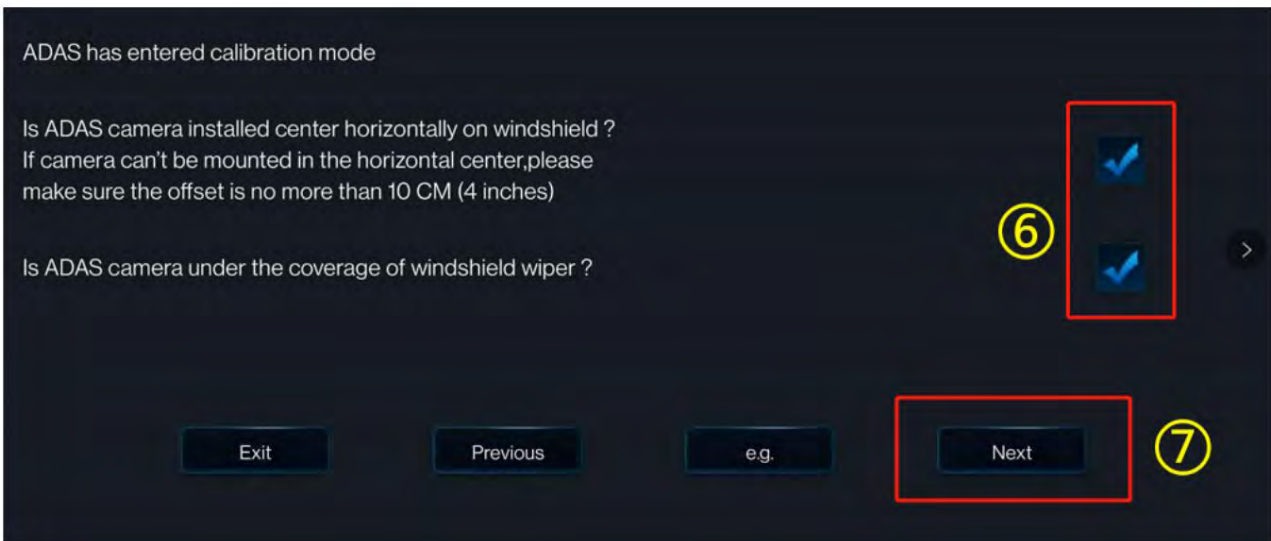 ADAS has entered calibration mode
Is ADAS camera installed center horizontally on windshield ?
If camera can't be mounted in the horizontal center,please
make sure the offset is no more than 10 CM (4 inches)
⑥
Is ADAS camera under the coverage of windshield wiper ?
Exit Previous e.g. Next ⑦